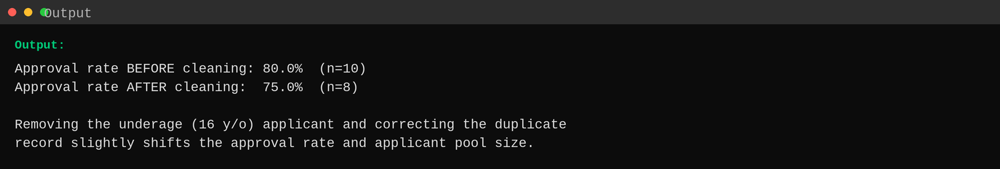 Output
Output:
Approval rate BEFORE cleaning: 80.0%  (n=10)
Approval rate AFTER cleaning:  75.0%  (n=8)
Removing the underage (16 y/o) applicant and correcting the duplicate
record slightly shifts the approval rate and applicant pool size.